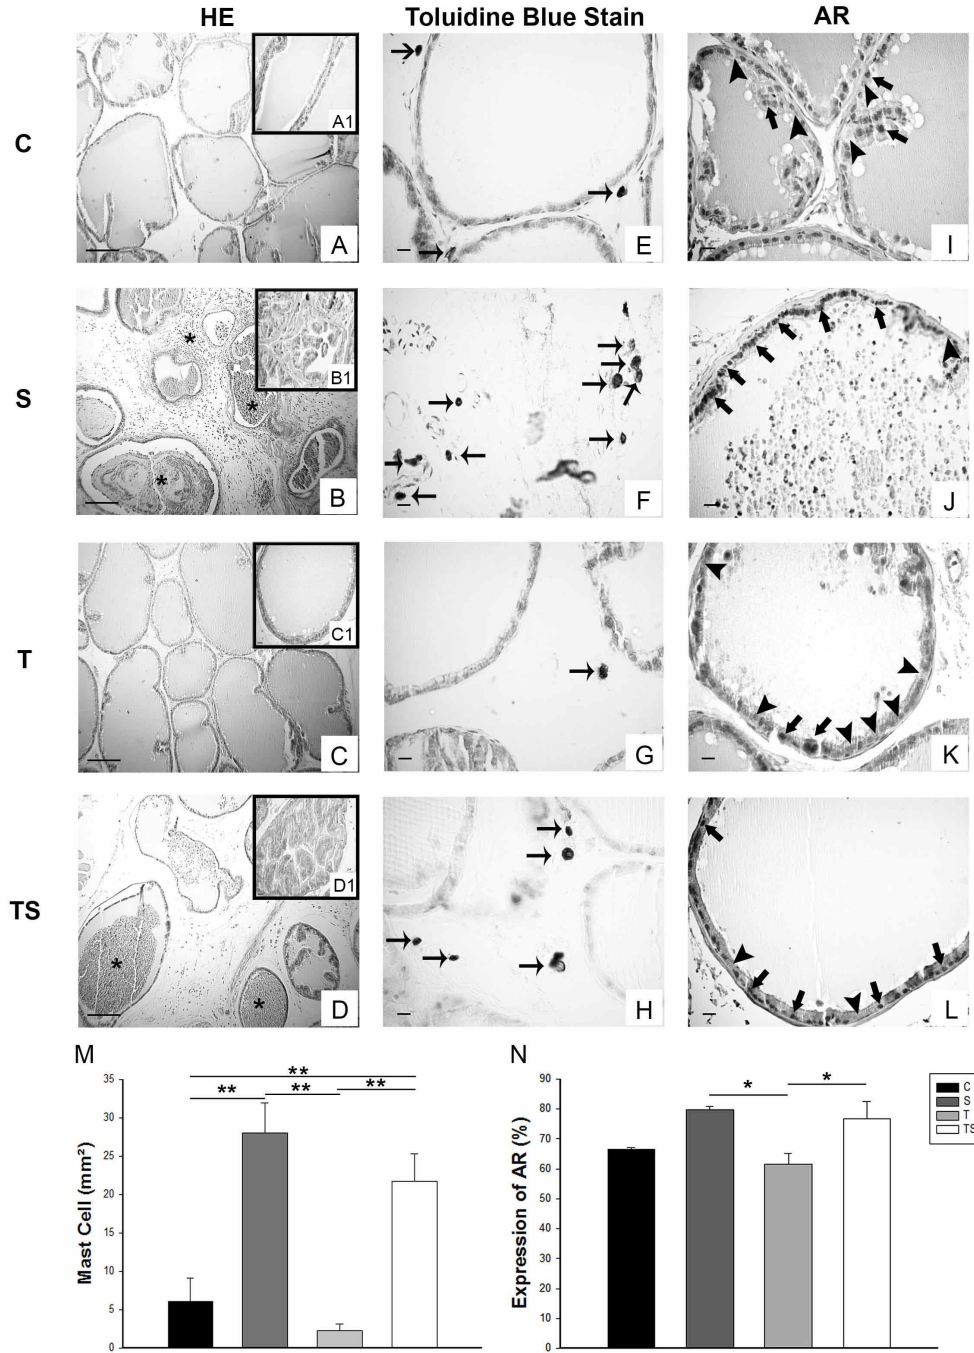 HE Toluidine Blue Stain AR
C
A1
A
E
I
S
B1
B
F
J
T
C1
C
G
K
TS
D1
D
H
L
M
**
** ** **
35
30
25
20
15
10
5
0
Mast Cell (mm²)
N
* *
90
80
70
60
50
40
30
20
10
0
Expression of AR (%)
C
S
T
TS